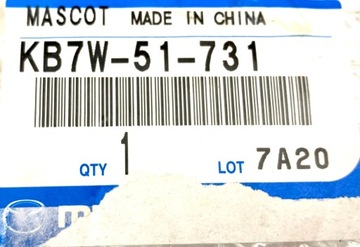 MASCOT MADE IN CHINA
KB7W-51-731
QTY 1 LOT 7A20